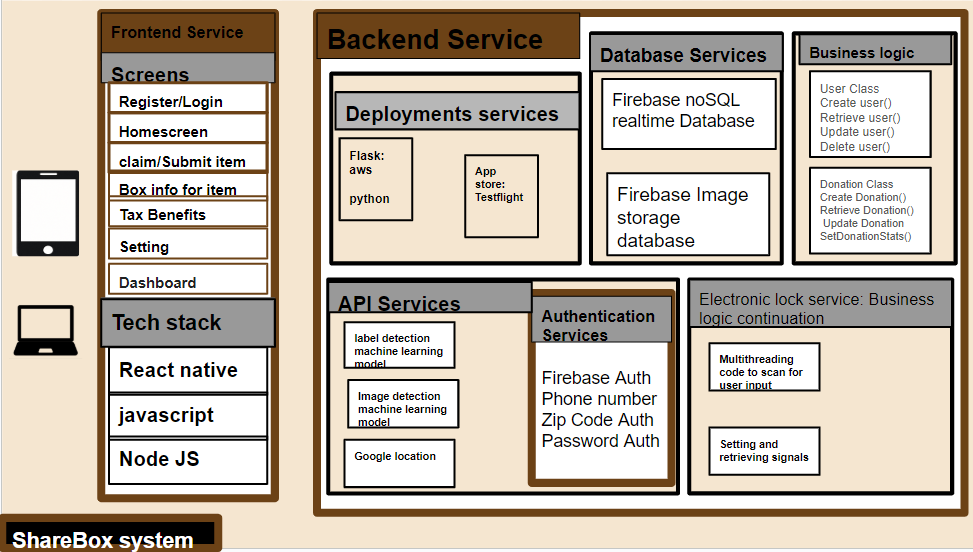 Frontend Service
Screens
Register/Login
Homescreen
claim/Submit item
Box info for item
Tax Benefits
Setting
Dashboard
Tech stack
React native
javascript
Node JS
Backend Service
Deployments services
Flask:
aws
python
App
store:
Testflight
Database Services
Firebase noSQL
realtime Database
Firebase Image
storage
database
Business logic
User Class
Create user()
Retrieve user()
Update user()
Delete user()
Donation Class
Create Donation()
Retrieve Donation()
Update Donation
SetDonationStats()
API Services
label detection
machine learning
model
Image detection
machine learning
model
Google location
Authentication
Services
Firebase Auth
Phone number
Zip Code Auth
Password Auth
Electronic lock service: Business
logic continuation
Multithreading
code to scan for
user input
Setting and
retrieving signals
ShareBox system